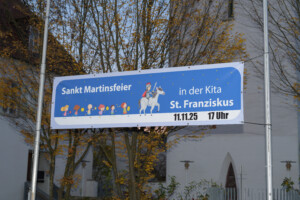 Sankt Martinsfeier
in der Kita
St. Franziskus
11.11.25 17 Uhr